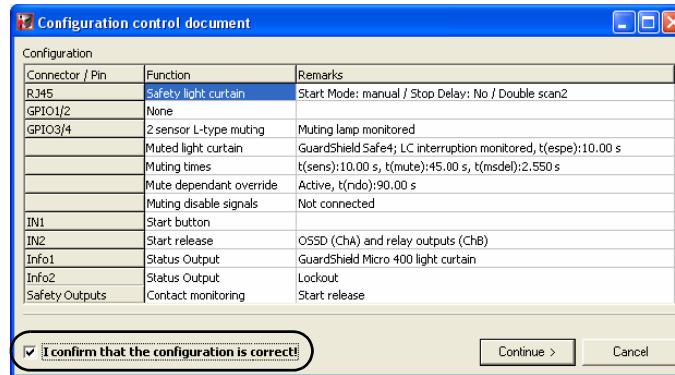 Configuration control document
Configuration
Connector / Pin Function Remarks
RJ45 Safety light curtain Start Mode: manual / Stop Delay: No / Double scan2
GPIO1/2 None
GPIO3/4 2 sensor L-type muting Muting lamp monitored
Muted light curtain GuardShield Safe4; LC interruption monitored, t(espe):10.00 s
Muting times t(sens):10.00 s, t(mute):45.00 s, t(msdel):2.550 s
Mute dependant override Active, t(ndo):90.00 s
Muting disable signals Not connected
IN1 Start button
IN2 Start release OSSD (ChA) and relay outputs (ChB)
Info1 Status Output GuardShield Micro 400 light curtain
Info2 Status Output Lockout
Safety Outputs Contact monitoring Start release
I confirm that the configuration is correct!
Continue > Cancel